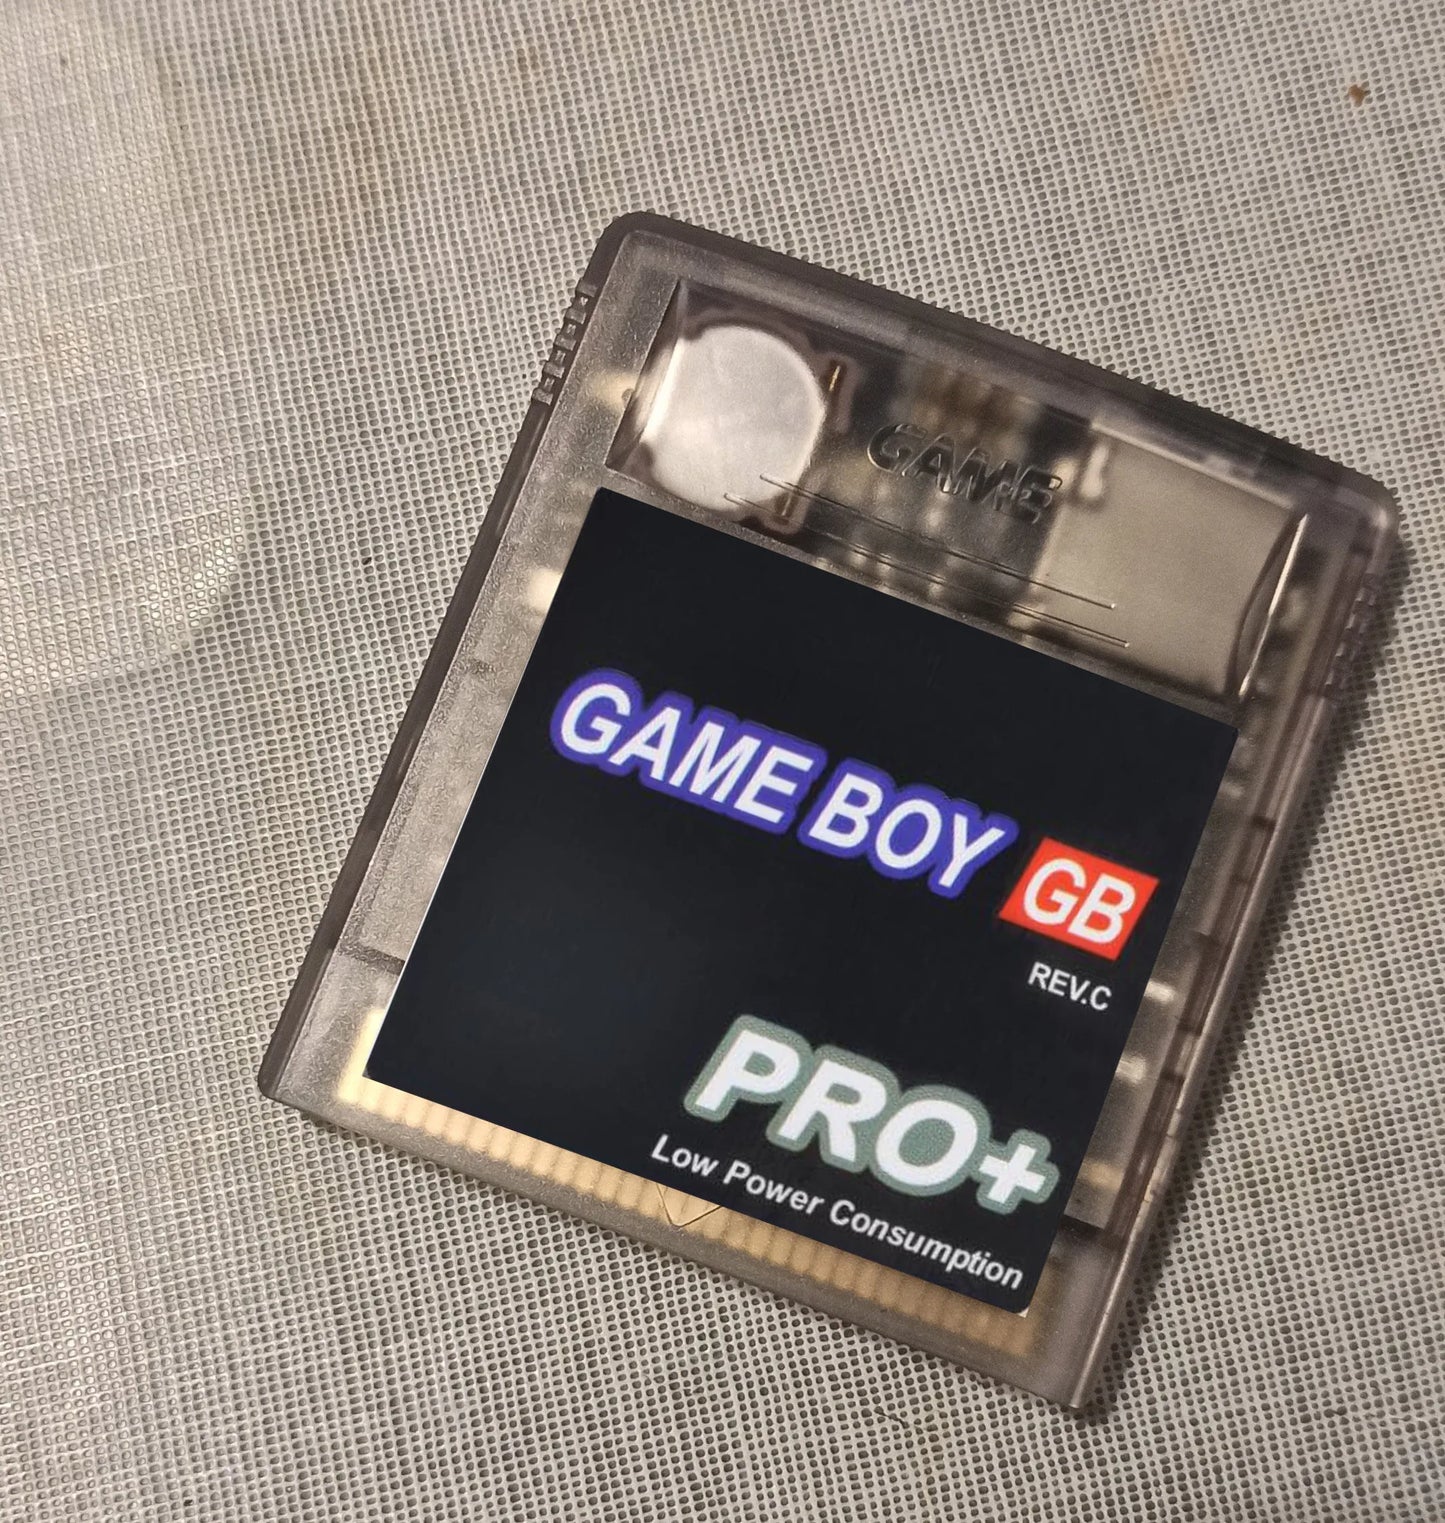 GAME
GAME BOY GB
REV.C
PRO+
Low Power Consumption